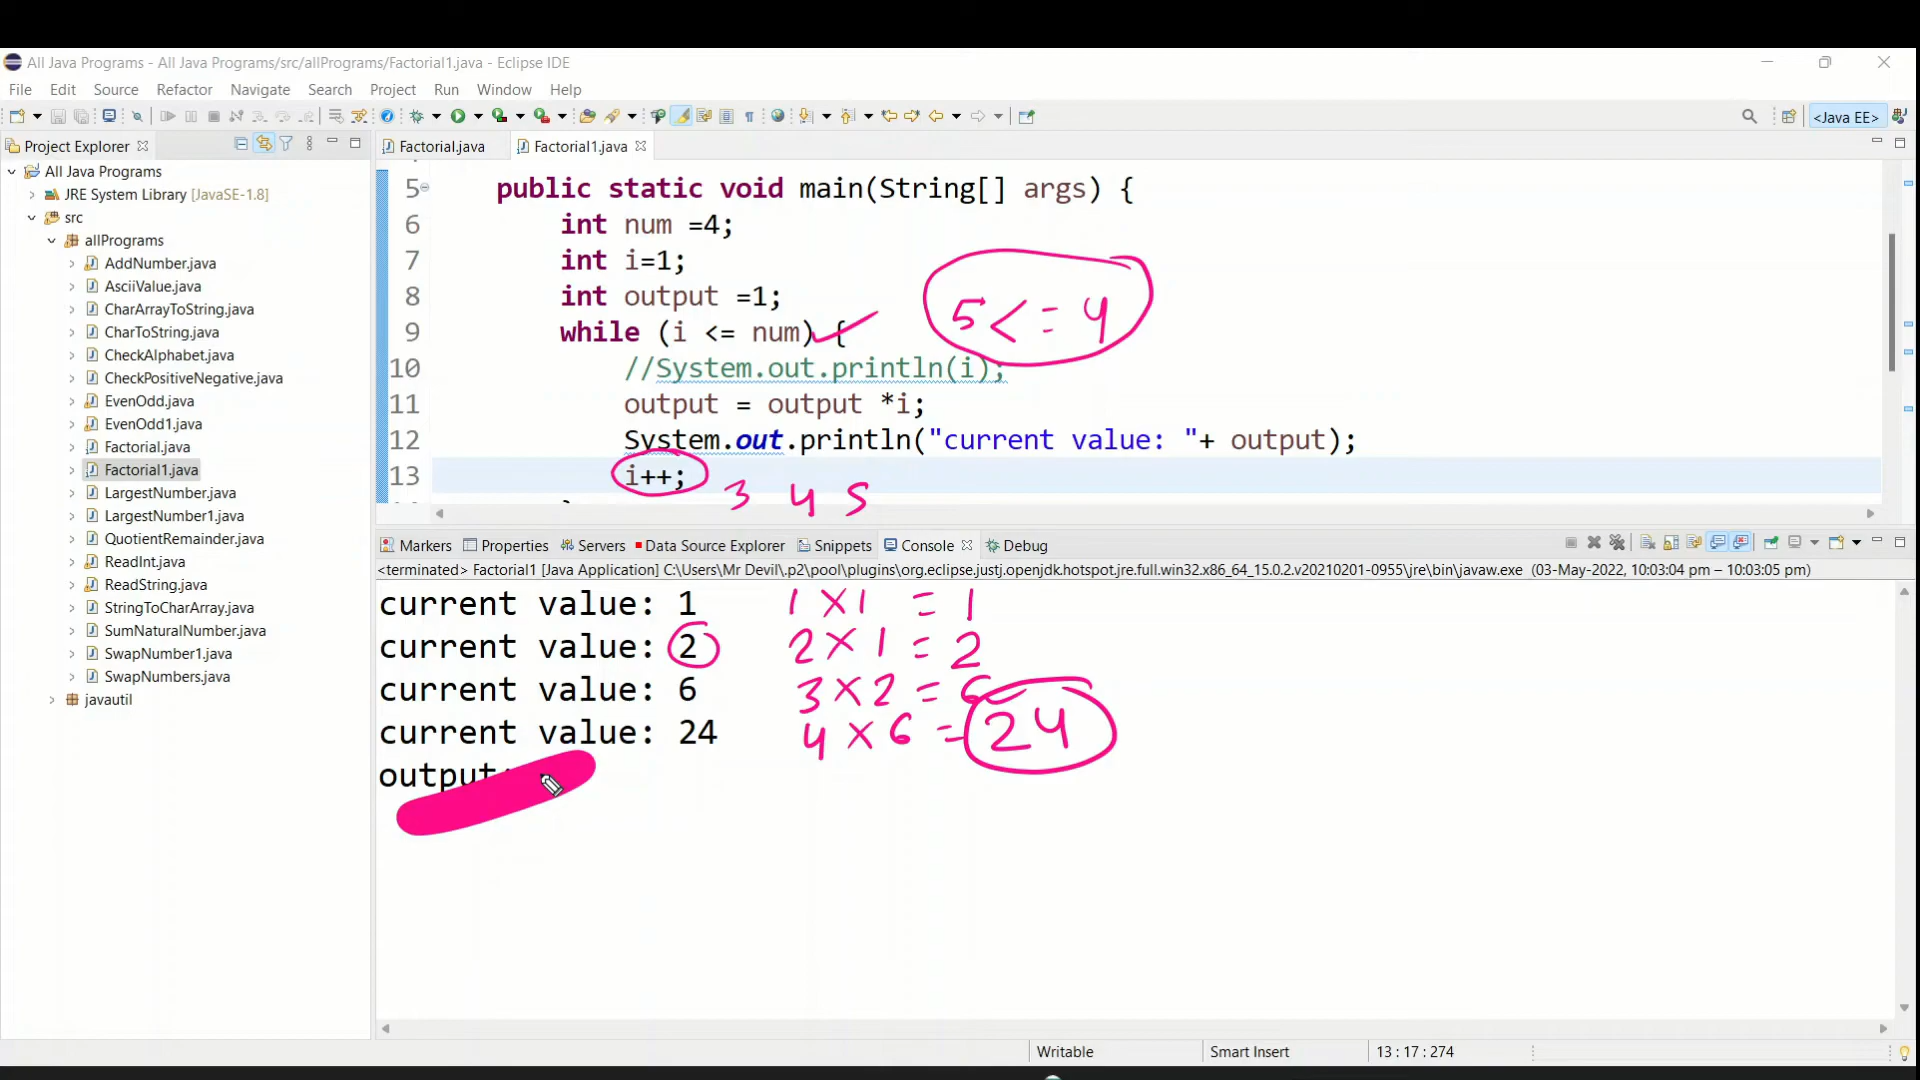 All Java Programs - All Java Programs/src/allPrograms/Factorial1.java - Eclipse IDE
File Edit Source Refactor Navigate Search Project Run Window Help
<Java EE>
Project Explorer
All Java Programs
JRE System Library [JavaSE-1.8]
src
allPrograms
AddNumber.java
AsciiValue.java
CharArrayToString.java
CharToString.java
CheckAlphabet.java
CheckPositiveNegative.java
EvenOdd.java
EvenOdd1.java
Factorial.java
Factorial1.java
LargestNumber.java
LargestNumber1.java
QuotientRemainder.java
ReadInt.java
ReadString.java
StringToCharArray.java
SumNaturalNumber.java
SwapNumber1.java
SwapNumbers.java
javautil
Factorial.java Factorial1.java
5 public static void main(String[] args) {
6 int num =4;
7 int i=1;
8 int output =1;
5 <= 4
9 while (i <= num) {
10 //System.out.println(i);
11 output = output *i;
12 System.out.println("current value: "+ output);
13 i++;
3 4 5
Markers Properties Servers Data Source Explorer Snippets Console Debug
<terminated> Factorial1 [Java Application] C:\Users\Mr Devil\.p2\pool\plugins\org.eclipse.justj.openjdk.hotspot.jre.full.win32.x86_64_15.0.2.v20210201-0955\jre\bin\javaw.exe (03-May-2022, 10:03:04 pm – 10:03:05 pm)
current value: 1 1 X 1 = 1
current value: 2 2 X 1 = 2
current value: 6 3 X 2 = 6
current value: 24 4 X 6 = 24
output
Writable Smart Insert 13 : 17 : 274